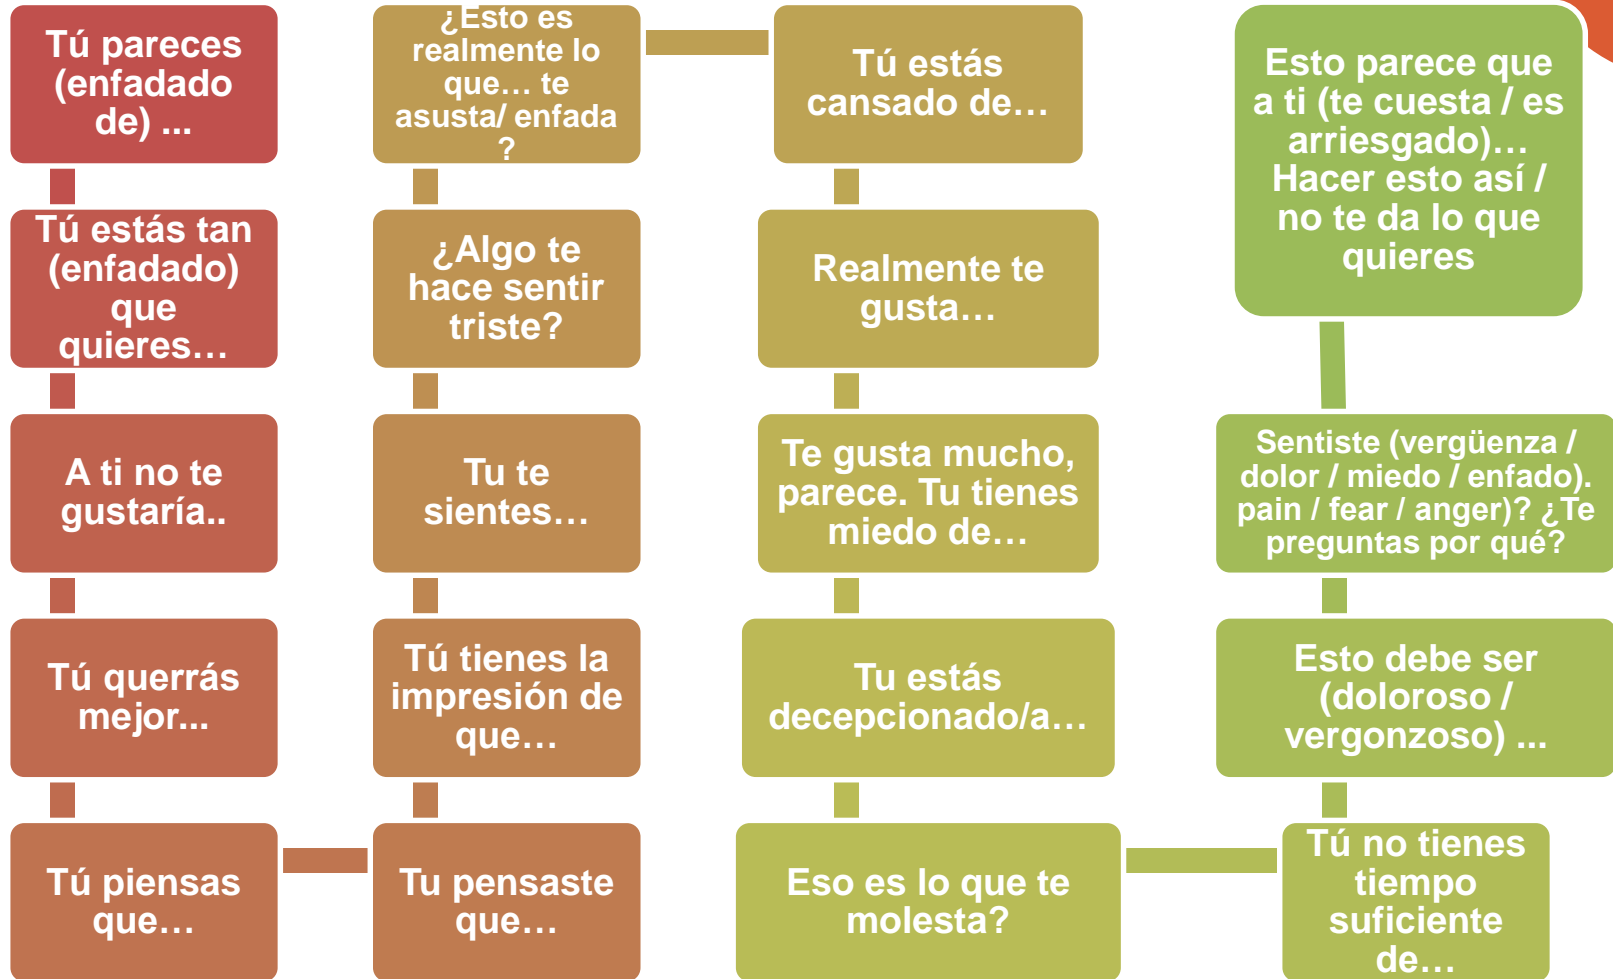 Tú pareces
(enfadado
de) ...
Tú estás tan
(enfadado)
que
quieres…
A ti no te
gustaría..
Tú querrás
mejor...
Tú piensas
que…
Tu pensaste
que…
Tú tienes la
impresión de
que…
Tu te
sientes…
¿Algo te
hace sentir
triste?
¿Esto es
realmente lo
que… te
asusta/ enfada
?
Tú estás
cansado de…
Realmente te
gusta…
Te gusta mucho,
parece. Tu tienes
miedo de…
Tu estás
decepcionado/a…
Eso es lo que te
molesta?
Tú no tienes
tiempo
suficiente
de…
Esto debe ser
(doloroso /
vergonzoso) ...
Sentiste (vergüenza /
dolor / miedo / enfado).
pain / fear / anger)? ¿Te
preguntas por qué?
Esto parece que
a ti (te cuesta / es
arriesgado)…
Hacer esto así /
no te da lo que
quieres